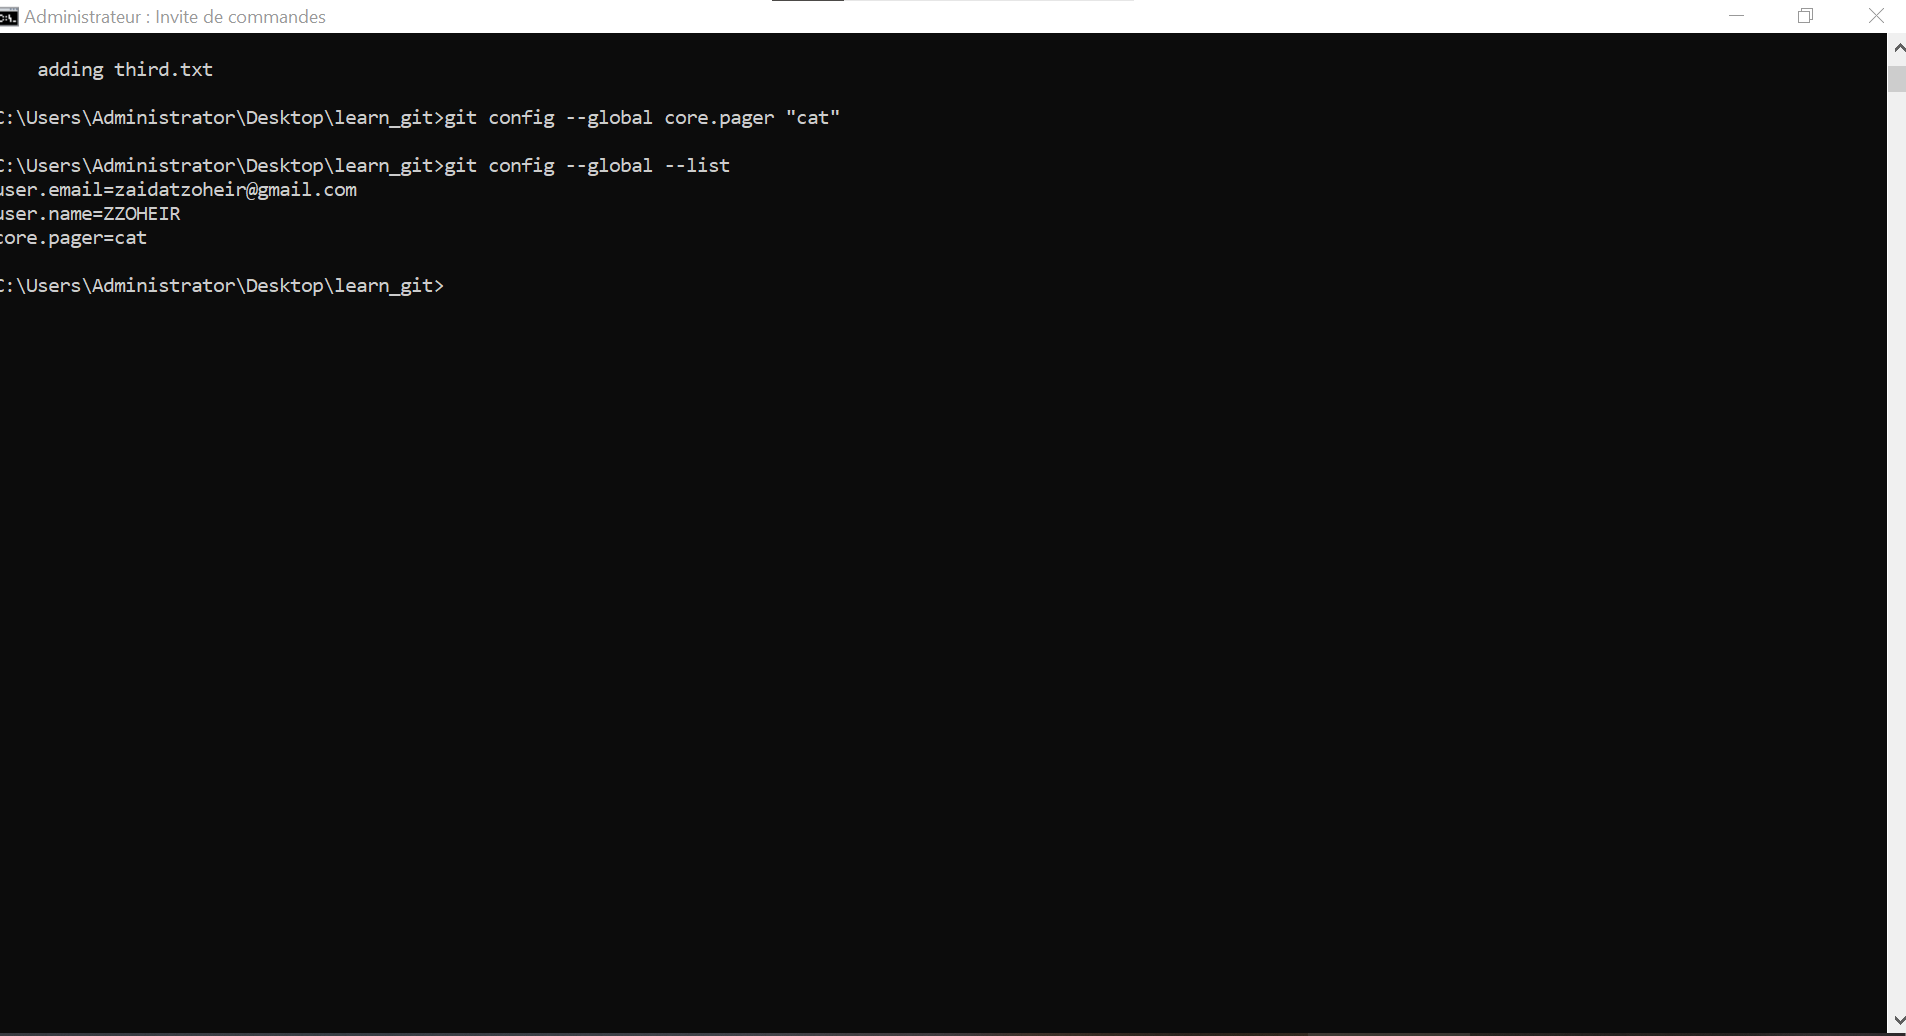 Administrateur : Invite de commandes
adding third.txt
C:\Users\Administrator\Desktop\learn_git>git config --global core.pager "cat"
C:\Users\Administrator\Desktop\learn_git>git config --global --list
user.email=zaidatzoheir@gmail.com
user.name=ZZOHEIR
core.pager=cat
C:\Users\Administrator\Desktop\learn_git>